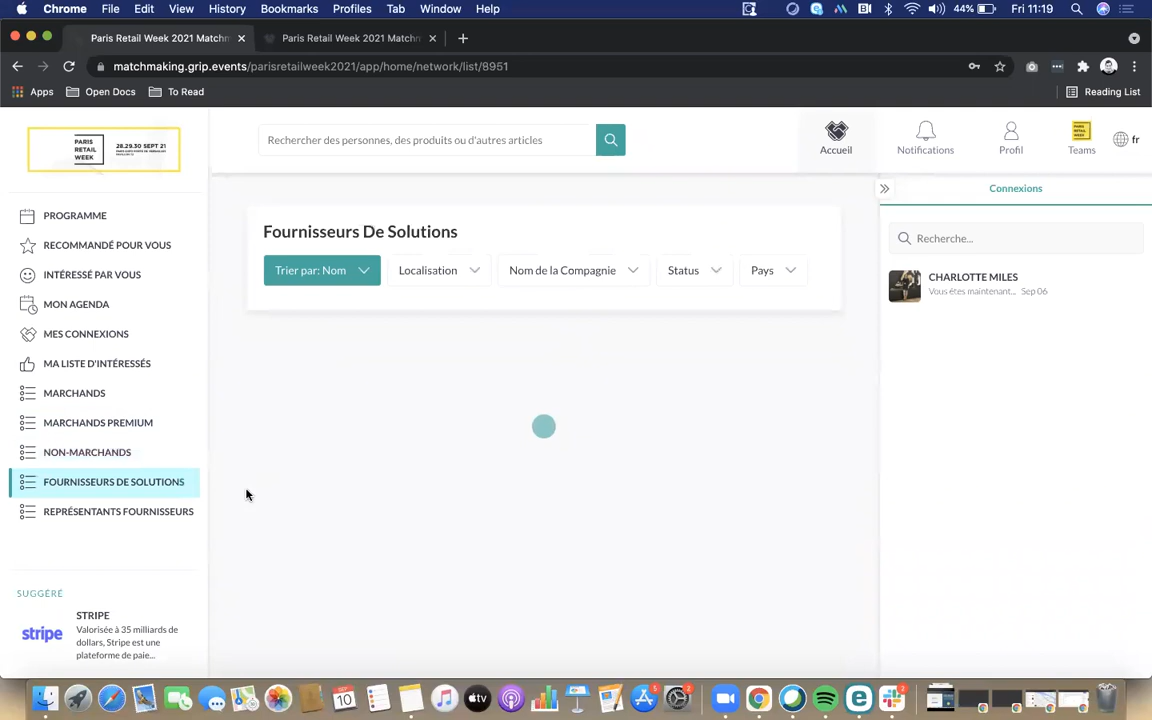 Chrome File Edit View History Bookmarks Profiles Tab Window Help 44% Fri 11:19
Paris Retail Week 2021 Matchm Paris Retail Week 2021 Matchm
matchmaking.grip.events/parisretailweek2021/app/home/network/list/8951
Apps Open Docs To Read Reading List
PARIS
RETAIL
WEEK
28.29.30 SEPT 21
Rechercher des personnes, des produits ou d'autres articles
Accueil
Notifications
Profil
Teams
fr
PROGRAMME
RECOMMANDÉ POUR VOUS
INTÉRESSÉ PAR VOUS
MON AGENDA
MES CONNEXIONS
MA LISTE D'INTÉRESSÉS
MARCHANDS
MARCHANDS PREMIUM
NON-MARCHANDS
FOURNISSEURS DE SOLUTIONS
REPRÉSENTANTS FOURNISSEURS
SUGGÉRÉ
stripe
STRIPE
Valorisée à 35 milliards de
dollars, Stripe est une
plateforme de paie...
Fournisseurs De Solutions
Trier par: Nom Localisation Nom de la Compagnie Status Pays
Connexions
Recherche...
CHARLOTTE MILES
Vous êtes maintenant... Sep 06